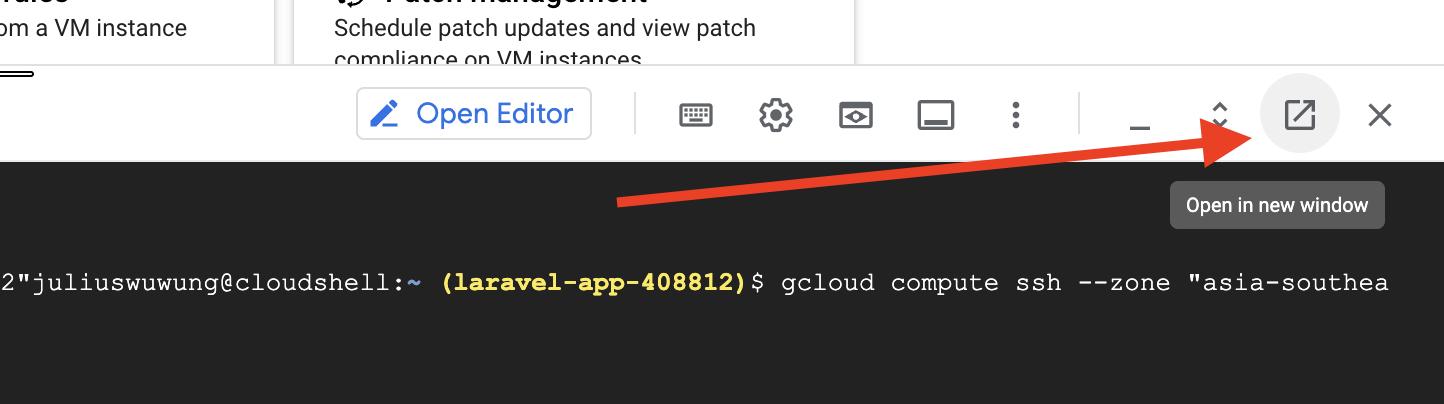 Patch management
om a VM instance
Schedule patch updates and view patch
compliance on VM instances
Open Editor
Open in new window
2"juliuswuwung@cloudshell:~ (laravel-app-408812)$ gcloud compute ssh --zone "asia-southea